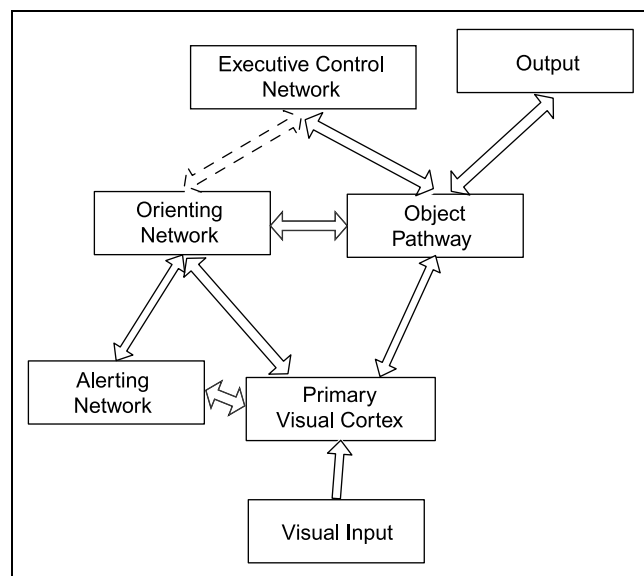 Executive Control
Network
Output
Orienting
Network
Object
Pathway
Alerting
Network
Primary
Visual Cortex
Visual Input